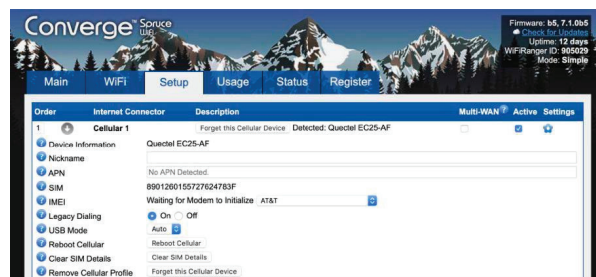 Converge™ Spruce WiFi
Firmware: b5, 7.1.0b5
Check for Updates
Uptime: 12 days
WiFiRanger ID: 905029
Mode: Simple
Main WiFi Setup Usage Status Register
Order Internet Connector Description Multi-WAN Active Settings
1 Cellular 1 Forget this Cellular Device Detected: Quectel EC25-AF
Device Information Quectel EC25-AF
Nickname
APN No APN Detected.
SIM 8901260155727624783F
IMEI Waiting for Modem to Initialize AT&T
Legacy Dialing On Off
USB Mode Auto
Reboot Cellular Reboot Cellular
Clear SIM Details Clear SIM Details
Remove Cellular Profile Forget this Cellular Device